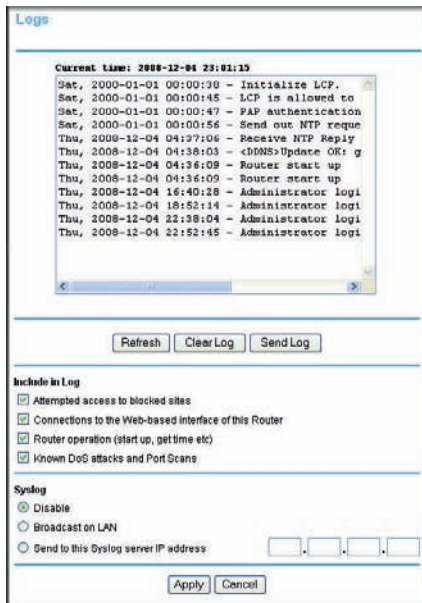 Logs
Current time: 2008-12-04 23:01:15
Sat, 2000-01-01 00:00:38 - Initialize LCP.
Sat, 2000-01-01 00:00:45 - LCP is allowed to
Sat, 2000-01-01 00:00:47 - PAP authentication
Sat, 2000-01-01 00:00:56 - Send out NTP reque
Thu, 2008-12-04 04:37:06 - Receive NTP Reply
Thu, 2008-12-04 04:38:03 - <DDNS>Update OK: g
Thu, 2008-12-04 04:36:09 - Router start up
Thu, 2008-12-04 04:36:09 - Router start up
Thu, 2008-12-04 16:40:28 - Administrator logi
Thu, 2008-12-04 18:52:14 - Administrator logi
Thu, 2008-12-04 22:38:04 - Administrator logi
Thu, 2008-12-04 22:52:45 - Administrator logi
Refresh Clear Log Send Log
Include in Log
Attempted access to blocked sites
Connections to the Web-based interface of this Router
Router operation (start up, get time etc)
Known DoS attacks and Port Scans
Syslog
Disable
Broadcast on LAN
Send to this Syslog server IP address . . .
Apply Cancel